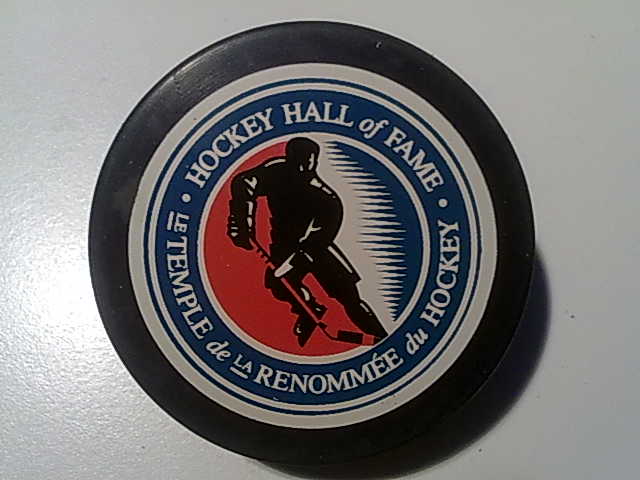 HOCKEY HALL of FAME
LE TEMPLE de LA RENOMMÉE du HOCKEY